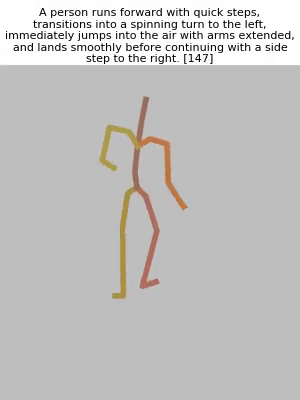 A person runs forward with quick steps,
transitions into a spinning turn to the left,
immediately jumps into the air with arms extended,
and lands smoothly before continuing with a side
step to the right. [147]